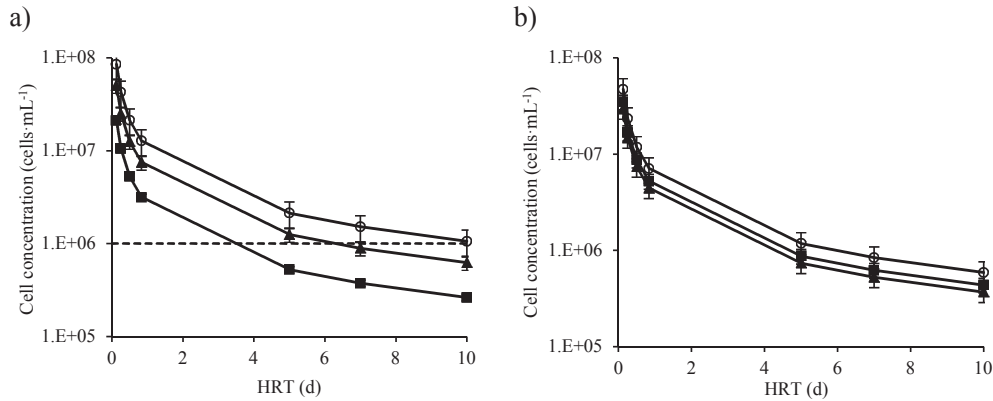 a)
Cell concentration (cells·mL⁻¹)
1.E+08
1.E+07
1.E+06
1.E+05
0 2 4 6 8 10
HRT (d)
b)
Cell concentration (cells·mL⁻¹)
1.E+08
1.E+07
1.E+06
1.E+05
0 2 4 6 8 10
HRT (d)